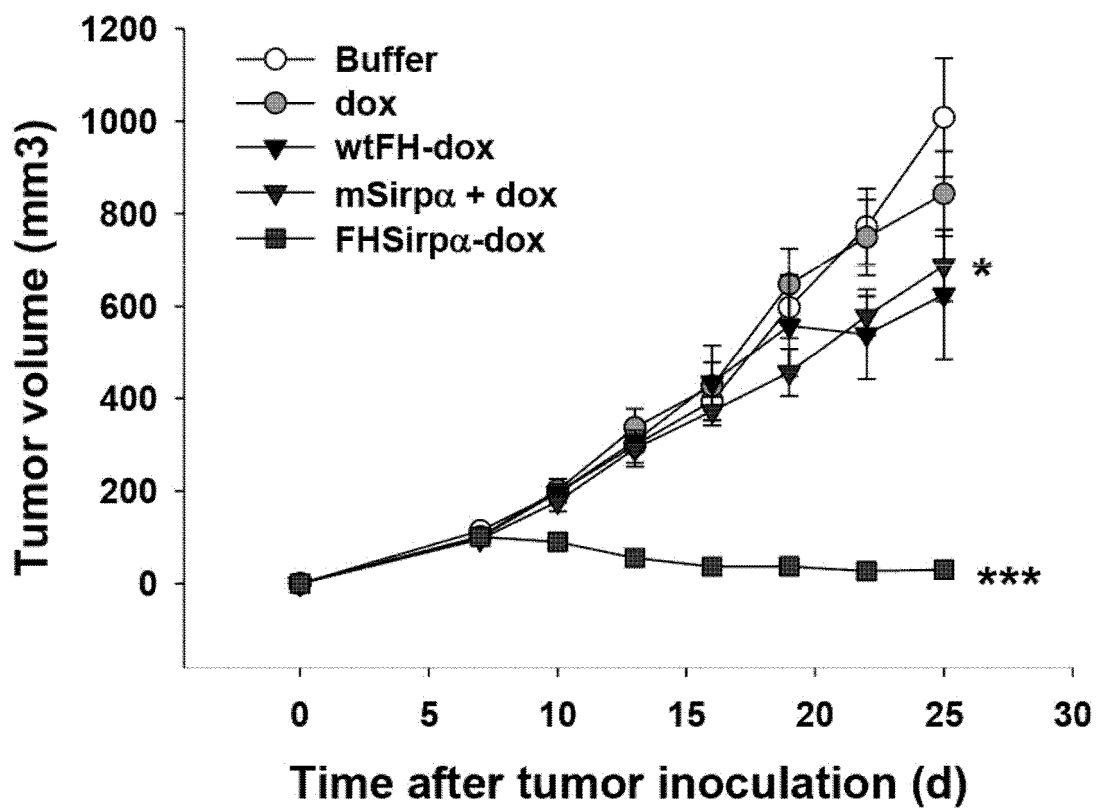 Tumor volume (mm3)
1200
1000
800
600
400
200
0
Buffer
dox
wtFH-dox
mSirpα + dox
FHSirpα-dox
*
***
0 5 10 15 20 25 30
Time after tumor inoculation (d)